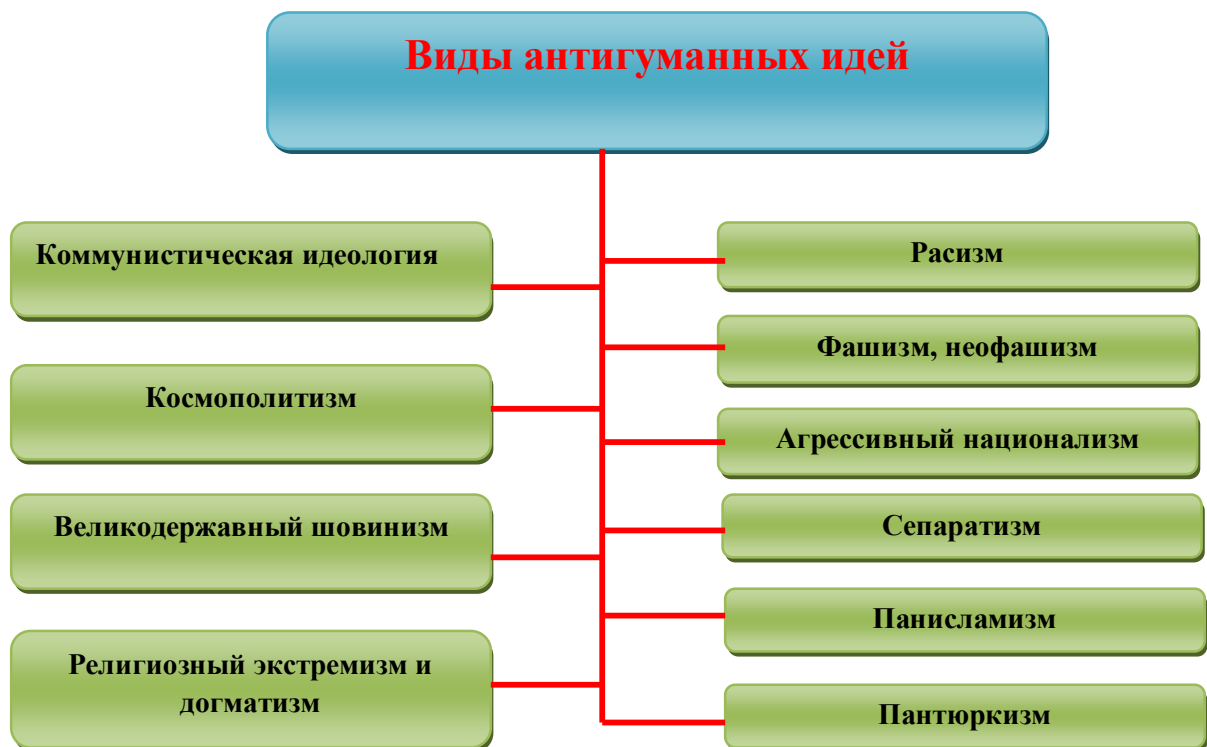 Виды антигуманных идей
Коммунистическая идеология
Космополитизм
Великодержавный шовинизм
Религиозный экстремизм и
догматизм
Расизм
Фашизм, неофашизм
Агрессивный национализм
Сепаратизм
Панисламизм
Пантюркизм